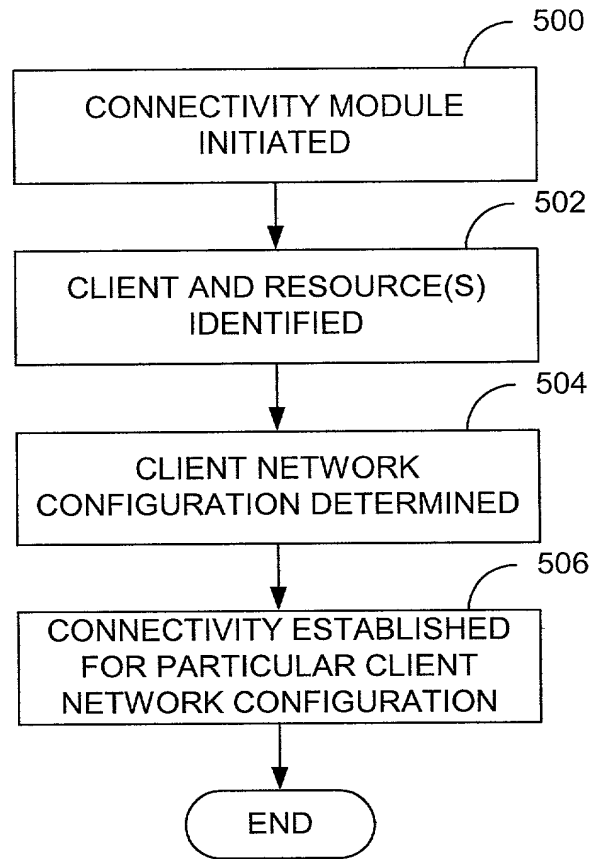 500
CONNECTIVITY MODULE
INITIATED
502
CLIENT AND RESOURCE(S)
IDENTIFIED
504
CLIENT NETWORK
CONFIGURATION DETERMINED
506
CONNECTIVITY ESTABLISHED
FOR PARTICULAR CLIENT
NETWORK CONFIGURATION
END